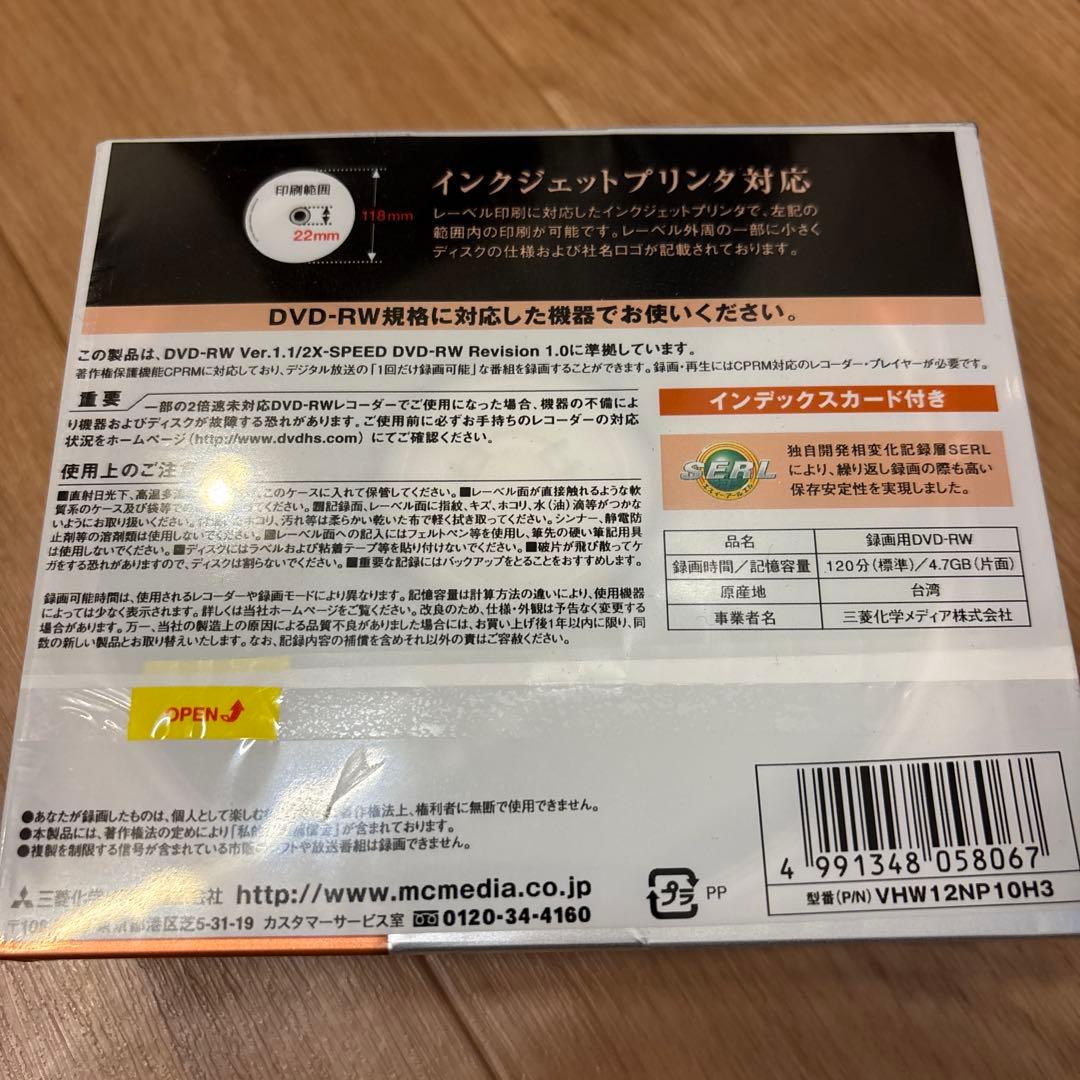 印刷範囲
118mm
22mm
インクジェットプリンタ対応
レーベル印刷に対応したインクジェットプリンタで、左記の
範囲内の印刷が可能です。レーベル外周の一部に小さく
ディスクの仕様および社名ロゴが記載されております。
DVD-RW規格に対応した機器でお使いください。
この製品は、DVD-RW Ver.1.1/2X-SPEED DVD-RW Revision 1.0に準拠しています。
著作権保護機能CPRMに対応しており、デジタル放送の「1回だけ録画可能」な番組を録画することができます。録画・再生にはCPRM対応のレコーダー・プレイヤーが必要です。
重要 一部の2倍速未対応DVD-RWレコーダーでご使用になった場合、機器の不備によ
り機器およびディスクが故障する恐れがあります。ご使用前に必ずお手持ちのレコーダーの対応
状況をホームページ(http://www.dvdhs.com)にてご確認ください。
使用上のご注意
■直射日光下、高温多湿 このケースに入れて保管してください。■レーベル面が直接触れるような軟
質系のケース及び袋等での ください。■記録面、レーベル面に指紋、キズ、ホコリ、水(油)滴等がつかな
いようにお取り扱いください。 ホコリ、汚れ等は柔らかい乾いた布で軽く拭き取ってください。シンナー、静電防
止剤等の溶剤類は使用しないでください。■レーベル面への記入にはフェルトペン等を使用し、筆先の硬い筆記用具
は使用しないでください。■ディスクにはラベルおよび粘着テープ等を貼り付けないでください。■破片が飛び散ってケ
ガをする恐れがありますので、ディスクは割らないでください。■重要な記録にはバックアップをとることをおすすめします。
録画可能時間は、使用されるレコーダーや録画モードにより異なります。記憶容量は計算方法の違いにより、使用機器
によっては少なく表示されます。詳しくは当社ホームページをご覧ください。改良のため、仕様・外観は予告なく変更する
場合があります。万一、当社の製造上の原因による品質不良がありました場合には、お買い上げ後1年以内に限り、同
数の新しい製品とお取り替えいたします。なお、記録内容の補償を含めそれ以外の責はご容赦ください。
インデックスカード付き
SERL
エスイーアールエル
独自開発相変化記録層SERL
により、繰り返し録画の際も高い
保存安定性を実現しました。
品名 録画用DVD-RW
録画時間/記憶容量 120分(標準)/4.7GB(片面)
原産地 台湾
事業者名 三菱化学メディア株式会社
OPEN
●あなたが録画したものは、個人として楽しむ 著作権法上、権利者に無断で使用できません。
●本製品には、著作権法の定めにより「私的 補償金」が含まれております。
●複製を制限する信号が含まれている市販 ソフトや放送番組は録画できません。
三菱化学 会社 http://www.mcmedia.co.jp
東京都港区芝5-31-19 カスタマーサービス室 0120-34-4160
プラ PP
4 991348 058067
型番(P/N) VHW12NP10H3